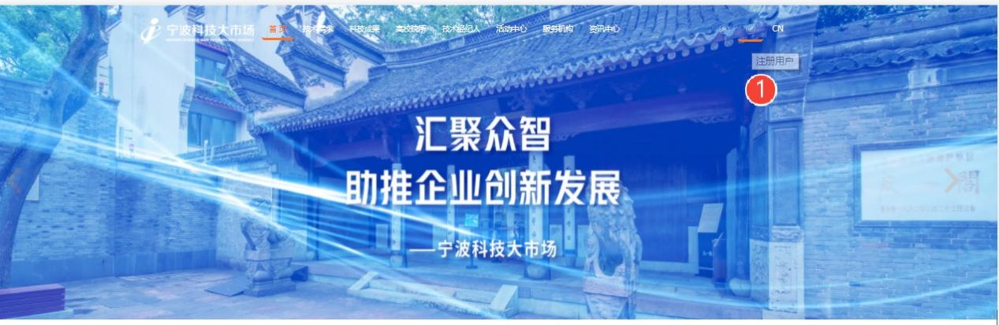 宁波科技大市场
首页 技术需求 科技成果 高校院所 技术经纪人 活动中心 服务机构 资讯中心 CN
注册用户
1
汇聚众智
助推企业创新发展
——宁波科技大市场